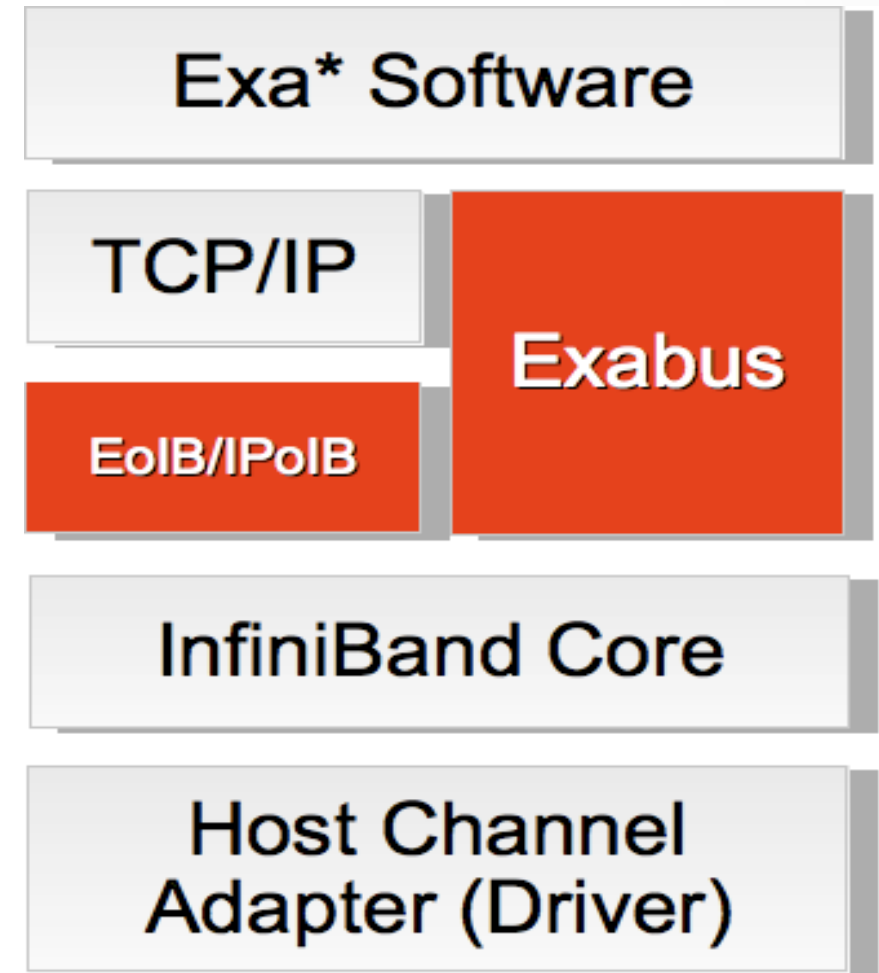 Exa* Software
TCP/IP
Exabus
EoIB/IPoIB
InfiniBand Core
Host Channel
Adapter (Driver)